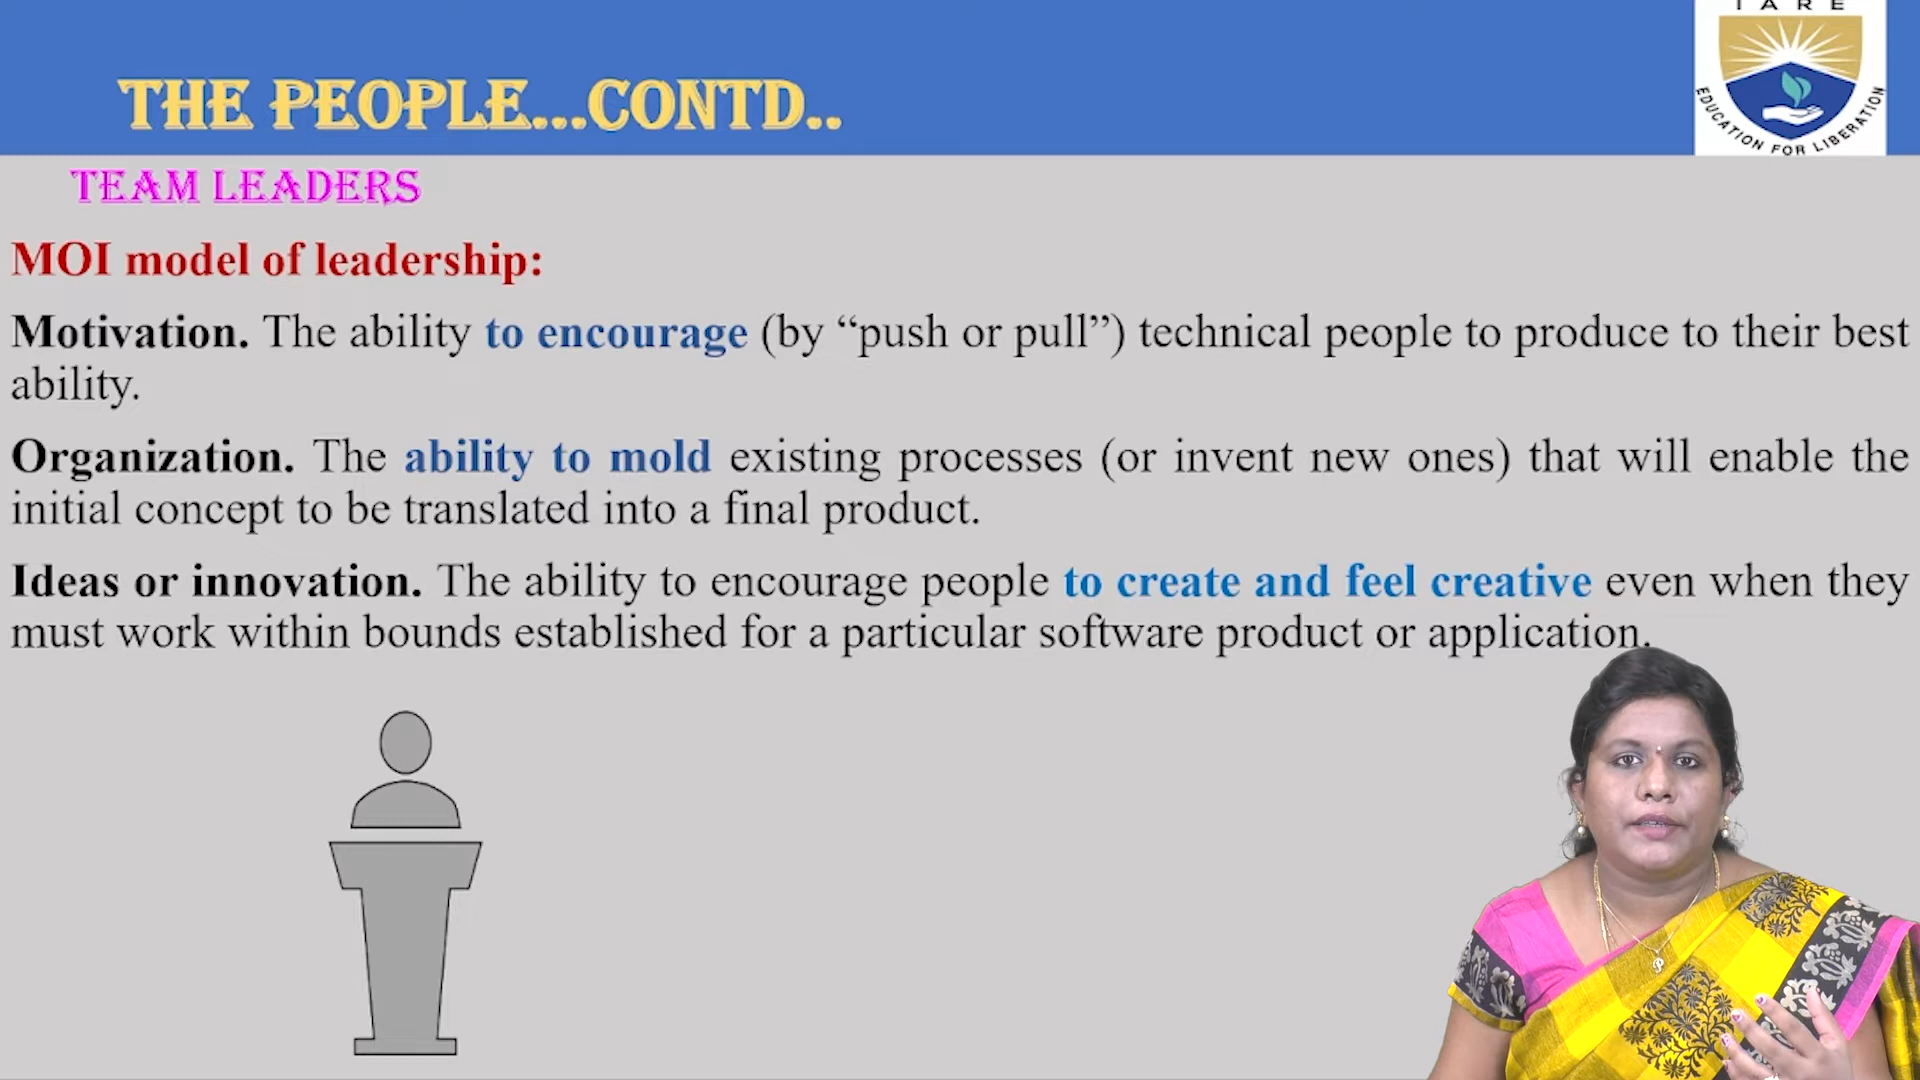 IARE
EDUCATION FOR LIBERATION
THE PEOPLE...CONTD..
TEAM LEADERS
MOI model of leadership:
Motivation. The ability to encourage (by “push or pull”) technical people to produce to their best
ability.
Organization. The ability to mold existing processes (or invent new ones) that will enable the
initial concept to be translated into a final product.
Ideas or innovation. The ability to encourage people to create and feel creative even when they
must work within bounds established for a particular software product or application.